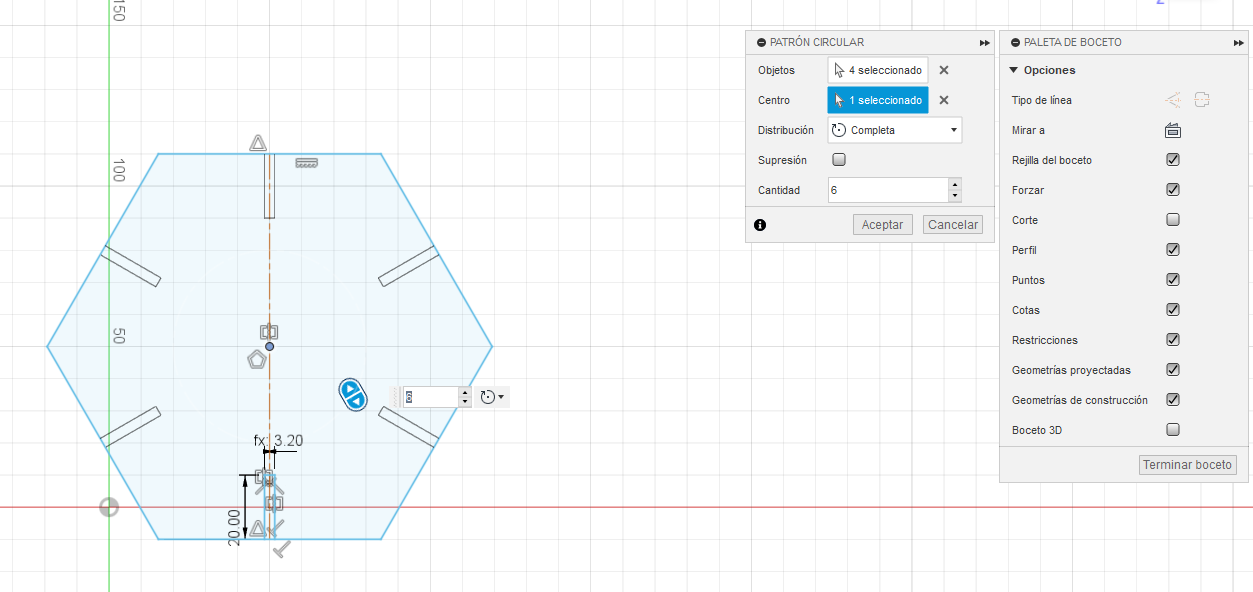 150
100
50
fx: 3.20
20.00
6
PATRÓN CIRCULAR
Objetos
4 seleccionado
Centro
1 seleccionado
Distribución
Completa
Supresión
Cantidad
6
Aceptar
Cancelar
PALETA DE BOCETO
Opciones
Tipo de línea
Mirar a
Rejilla del boceto
Forzar
Corte
Perfil
Puntos
Cotas
Restricciones
Geometrías proyectadas
Geometrías de construcción
Boceto 3D
Terminar boceto